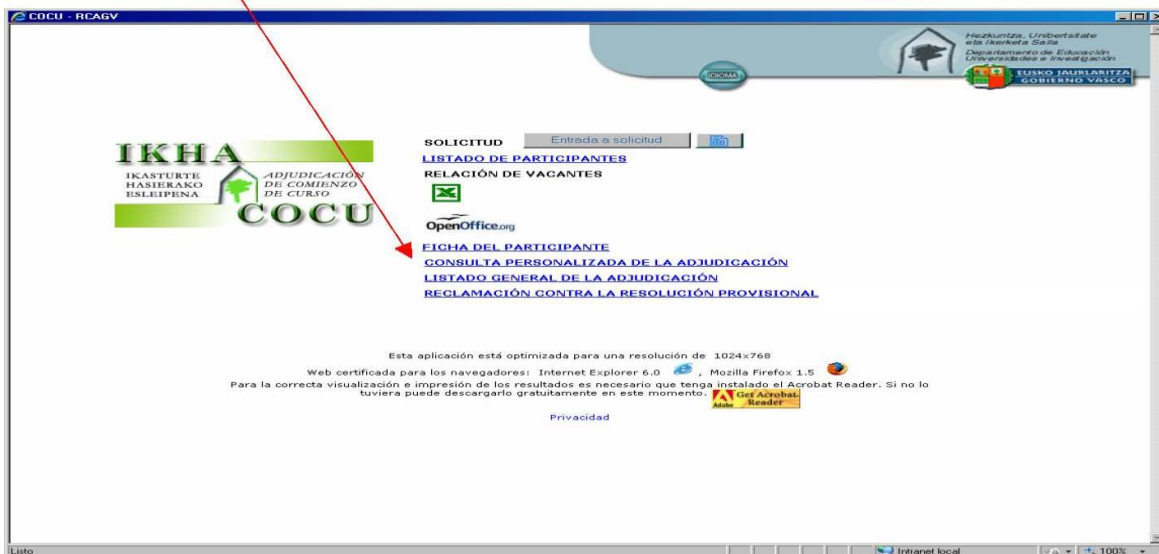 COCU - RCAGV
Hezkuntza, Unibertsitate
eta Ikerketa Saila
Departamento de Educación
Universidades e Investigación
IDIOMA
EUSKO JAURLARITZA
GOBIERNO VASCO
IKHA
IKASTURTE
HASIERAKO
ESLEIPENA
ADJUDICACIÓN
DE COMIENZO
DE CURSO
COCU
SOLICITUD Entrada a solicitud
LISTADO DE PARTICIPANTES
RELACIÓN DE VACANTES
OpenOffice.org
FICHA DEL PARTICIPANTE
CONSULTA PERSONALIZADA DE LA ADJUDICACIÓN
LISTADO GENERAL DE LA ADJUDICACIÓN
RECLAMACIÓN CONTRA LA RESOLUCIÓN PROVISIONAL
Esta aplicación está optimizada para una resolución de 1024x768
Web certificada para los navegadores: Internet Explorer 6.0 , Mozilla Firefox 1.5
Para la correcta visualización e impresión de los resultados es necesario que tenga instalado el Acrobat Reader. Si no lo
tuviera puede descargarlo gratuitamente en este momento. Get Acrobat Reader Adobe
Privacidad
Listo Intranet local 100%